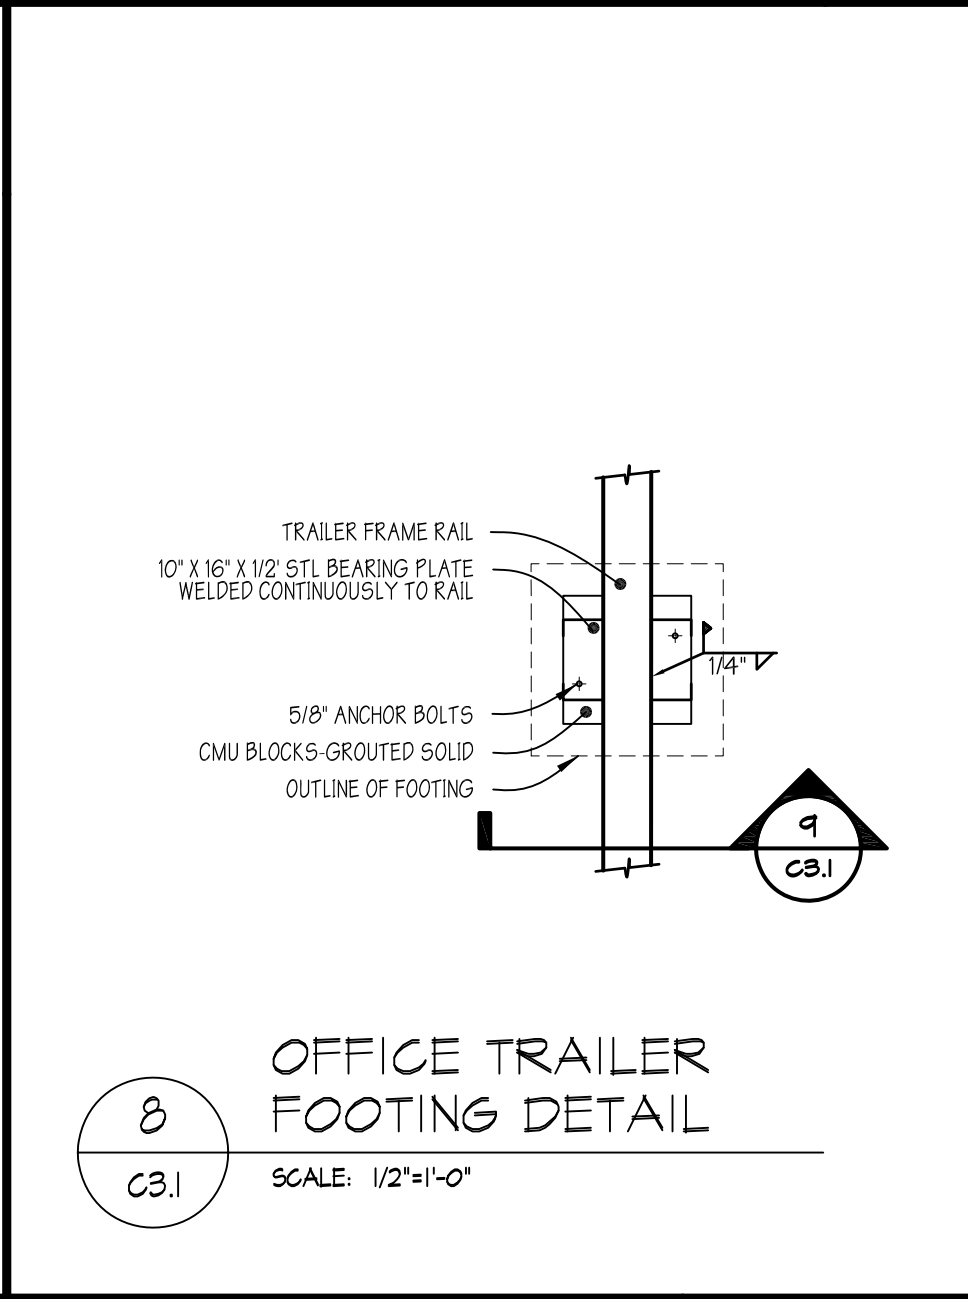 TRAILER FRAME RAIL
10" X 16" X 1/2' STL BEARING PLATE
WELDED CONTINUOUSLY TO RAIL
1/4"
5/8" ANCHOR BOLTS
CMU BLOCKS-GROUTED SOLID
OUTLINE OF FOOTING
9
C3.1
OFFICE TRAILER
FOOTING DETAIL
8
C3.1
SCALE: 1/2"=1'-0"